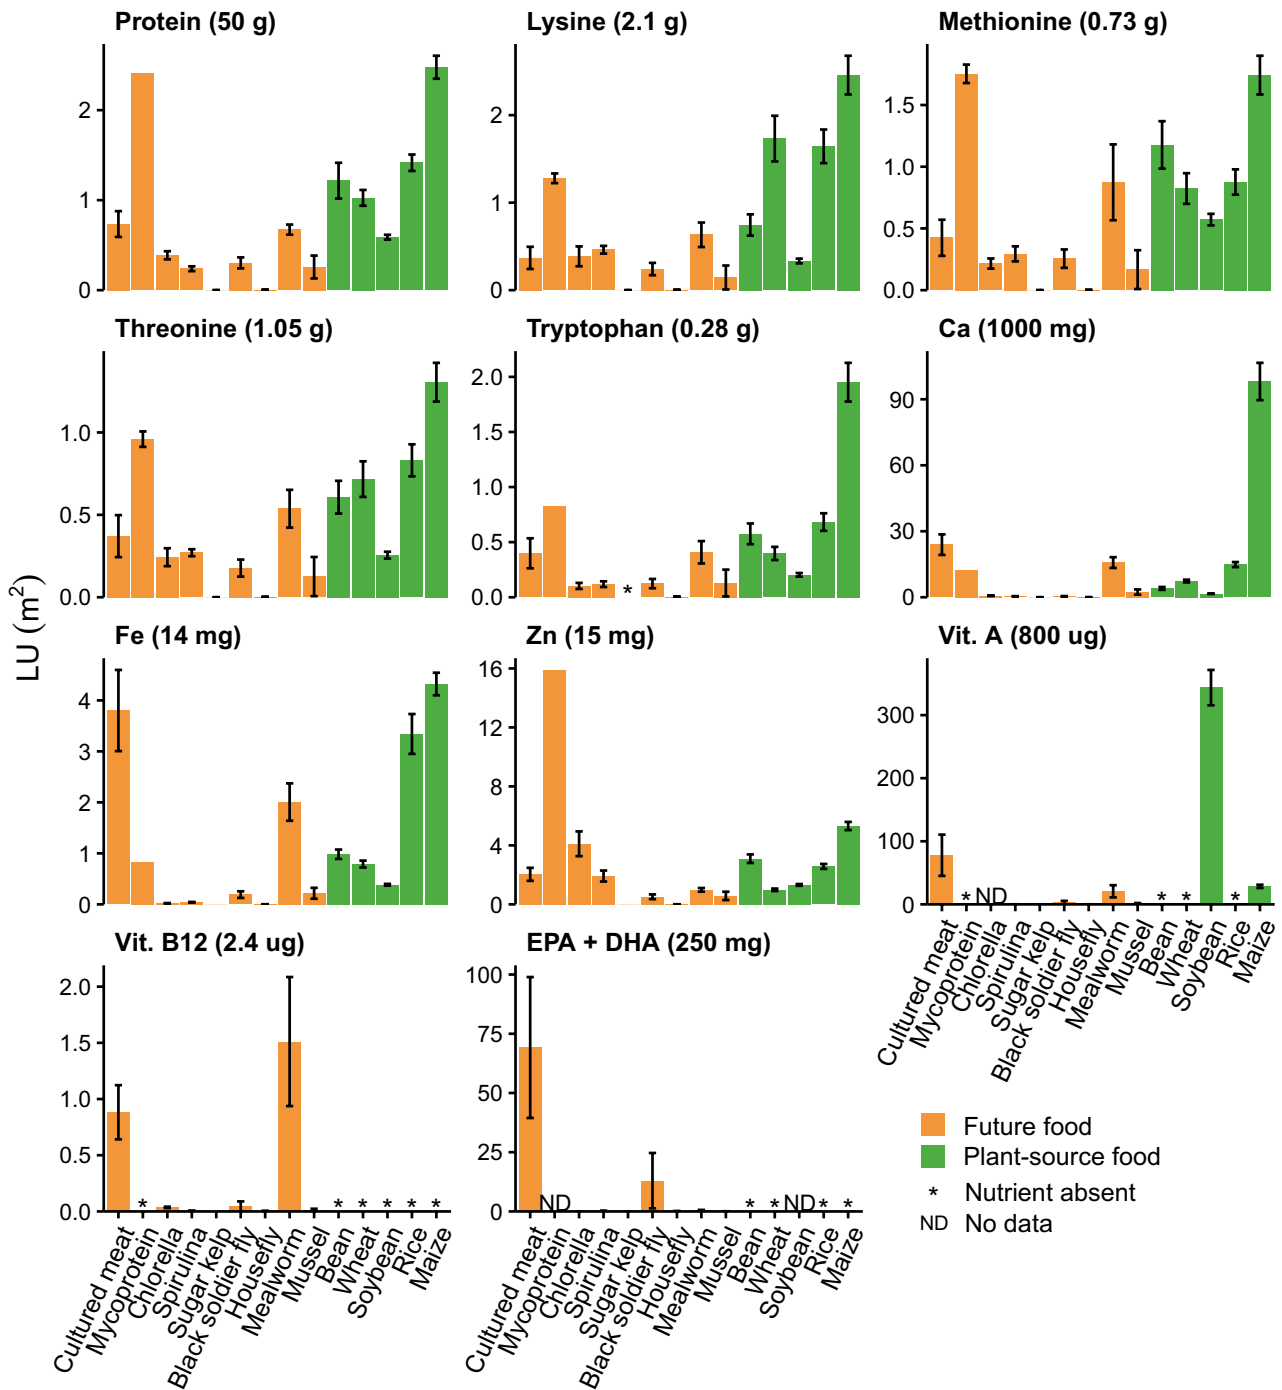 Protein (50 g)
Lysine (2.1 g)
Methionine (0.73 g)
2
1
0
2
1
0
1.5
1.0
0.5
0.0
Threonine (1.05 g)
Tryptophan (0.28 g)
Ca (1000 mg)
1.0
0.5
0.0
2.0
1.5
1.0
0.5
0.0
*
90
60
30
0
LU (m²)
Fe (14 mg)
Zn (15 mg)
Vit. A (800 ug)
4
3
2
1
0
16
12
8
4
0
300
200
100
0
* ND * * *
Cultured meat
Mycoprotein
Chlorella
Spirulina
Sugar kelp
Black soldier fly
Housefly
Mealworm
Mussel
Bean
Wheat
Soybean
Rice
Maize
Vit. B12 (2.4 ug)
EPA + DHA (250 mg)
2.0
1.5
1.0
0.5
0.0
* * * * * *
100
75
50
25
0
ND * * ND * *
Cultured meat
Mycoprotein
Chlorella
Spirulina
Sugar kelp
Black soldier fly
Housefly
Mealworm
Mussel
Bean
Wheat
Soybean
Rice
Maize
Cultured meat
Mycoprotein
Chlorella
Spirulina
Sugar kelp
Black soldier fly
Housefly
Mealworm
Mussel
Bean
Wheat
Soybean
Rice
Maize
Future food
Plant-source food
* Nutrient absent
ND No data